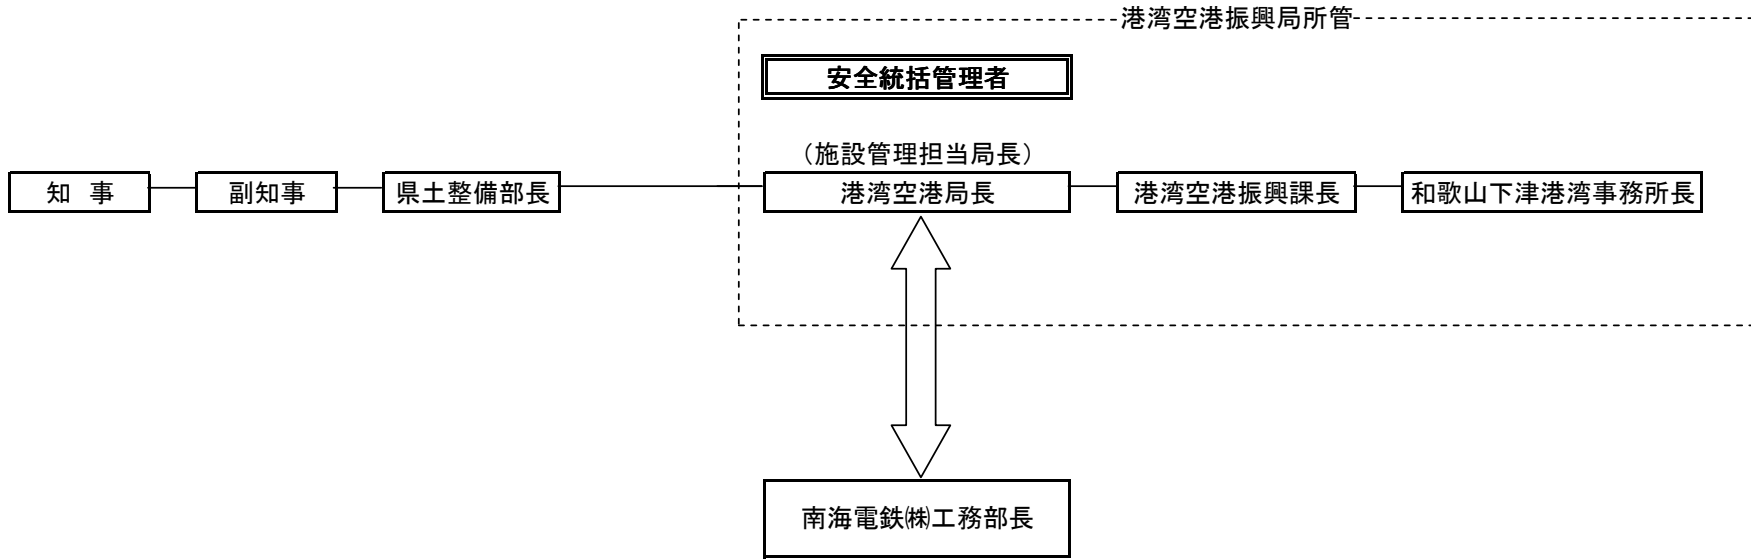 港湾空港振興局所管
安全統括管理者
（施設管理担当局長）
知　事
副知事
県土整備部長
港湾空港局長
港湾空港振興課長
和歌山下津港湾事務所長
南海電鉄㈱工務部長